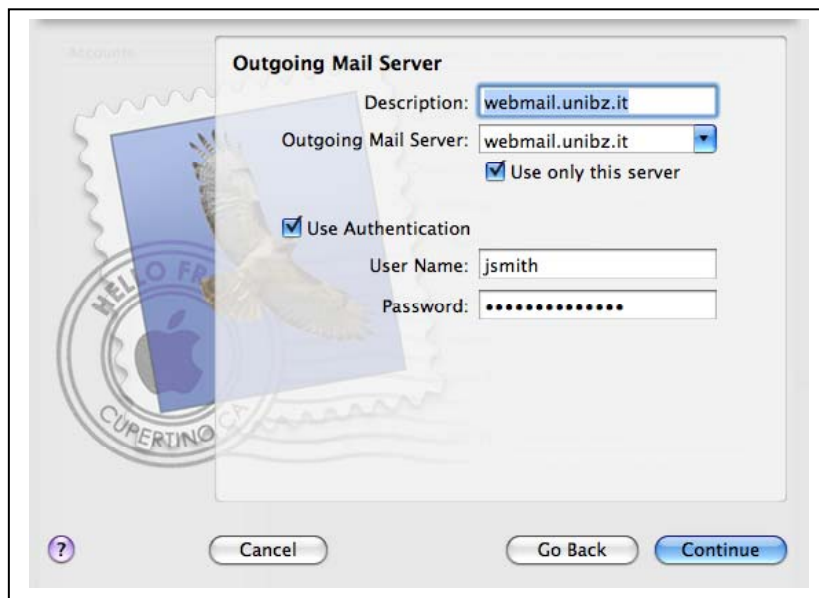 Accounts
Outgoing Mail Server
Description: webmail.unibz.it
Outgoing Mail Server: webmail.unibz.it
Use only this server
Use Authentication
User Name: jsmith
Password: ••••••••••••••
HELLO FR
CUPERTINO CA
? Cancel Go Back Continue